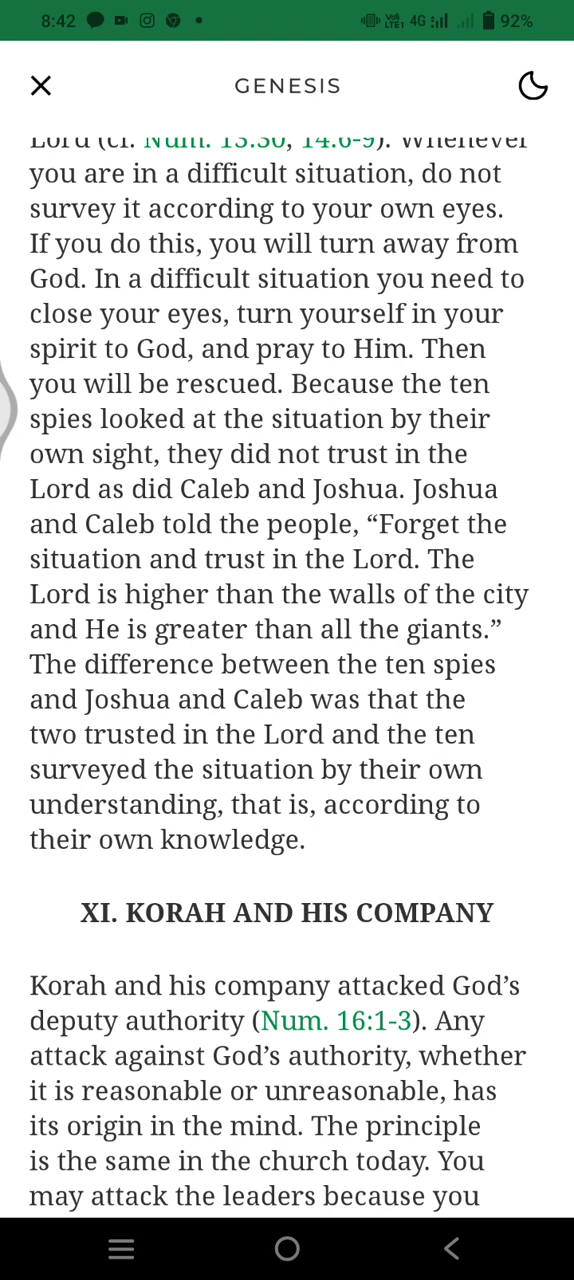 8:42
VoLTE1 4G 92%
GENESIS
Lord (cf. Num. 13:30, 14:6-9). Whenever
you are in a difficult situation, do not
survey it according to your own eyes.
If you do this, you will turn away from
God. In a difficult situation you need to
close your eyes, turn yourself in your
spirit to God, and pray to Him. Then
you will be rescued. Because the ten
spies looked at the situation by their
own sight, they did not trust in the
Lord as did Caleb and Joshua. Joshua
and Caleb told the people, “Forget the
situation and trust in the Lord. The
Lord is higher than the walls of the city
and He is greater than all the giants.”
The difference between the ten spies
and Joshua and Caleb was that the
two trusted in the Lord and the ten
surveyed the situation by their own
understanding, that is, according to
their own knowledge.
XI. KORAH AND HIS COMPANY
Korah and his company attacked God’s
deputy authority (Num. 16:1-3). Any
attack against God’s authority, whether
it is reasonable or unreasonable, has
its origin in the mind. The principle
is the same in the church today. You
may attack the leaders because you